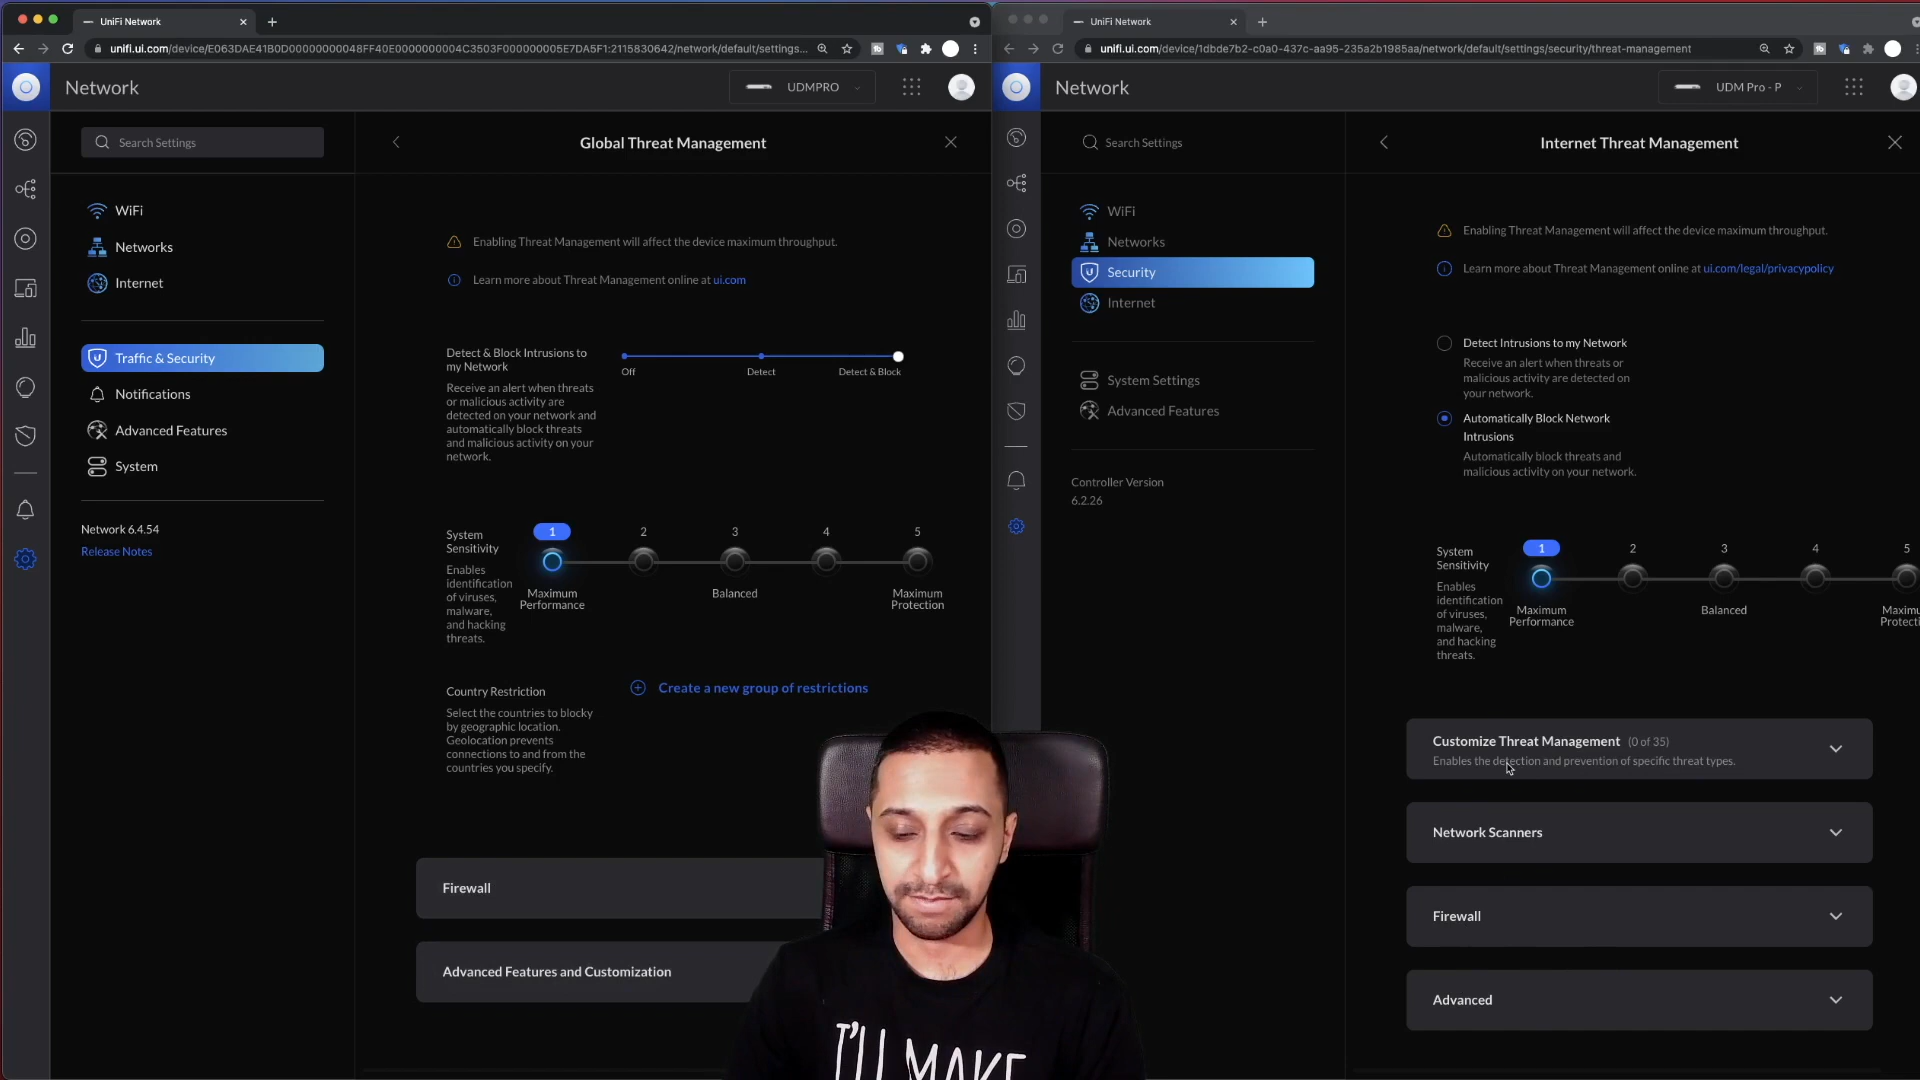 UniFi Network
unifi.ui.com/device/E063DAE41B0D00000000048FF40E0000000004C3503F000000005E7DA5F1:2115830642/network/default/settings...
Network
UDMPRO
Search Settings
WiFi
Networks
Internet
Traffic & Security
Notifications
Advanced Features
System
Network 6.4.54
Release Notes
Global Threat Management
Enabling Threat Management will affect the device maximum throughput.
Learn more about Threat Management online at ui.com
Detect & Block Intrusions to
my Network
Receive an alert when threats
or malicious activity are
detected on your network and
automatically block threats
and malicious activity on your
network.
Off
Detect
Detect & Block
System
Sensitivity
Enables
identification
of viruses,
malware,
and hacking
threats.
1
2
3
4
5
Maximum
Performance
Balanced
Maximum
Protection
Country Restriction
Select the countries to blocky
by geographic location.
Geolocation prevents
connections to and from the
countries you specify.
Create a new group of restrictions
Firewall
Advanced Features and Customization
I'LL MAKE
UniFi Network
unifi.ui.com/device/1dbde7b2-c0a0-437c-aa95-235a2b1985aa/network/default/settings/security/threat-management
Network
UDM Pro - P
Search Settings
WiFi
Networks
Security
Internet
System Settings
Advanced Features
Controller Version
6.2.26
Internet Threat Management
Enabling Threat Management will affect the device maximum throughput.
Learn more about Threat Management online at ui.com/legal/privacypolicy
Detect Intrusions to my Network
Receive an alert when threats or
malicious activity are detected on
your network.
Automatically Block Network
Intrusions
Automatically block threats and
malicious activity on your network.
System
Sensitivity
Enables
identification
of viruses,
malware,
and hacking
threats.
1
2
3
4
5
Maximum
Performance
Balanced
Maximu
Protecti
Customize Threat Management (0 of 35)
Enables the detection and prevention of specific threat types.
Network Scanners
Firewall
Advanced